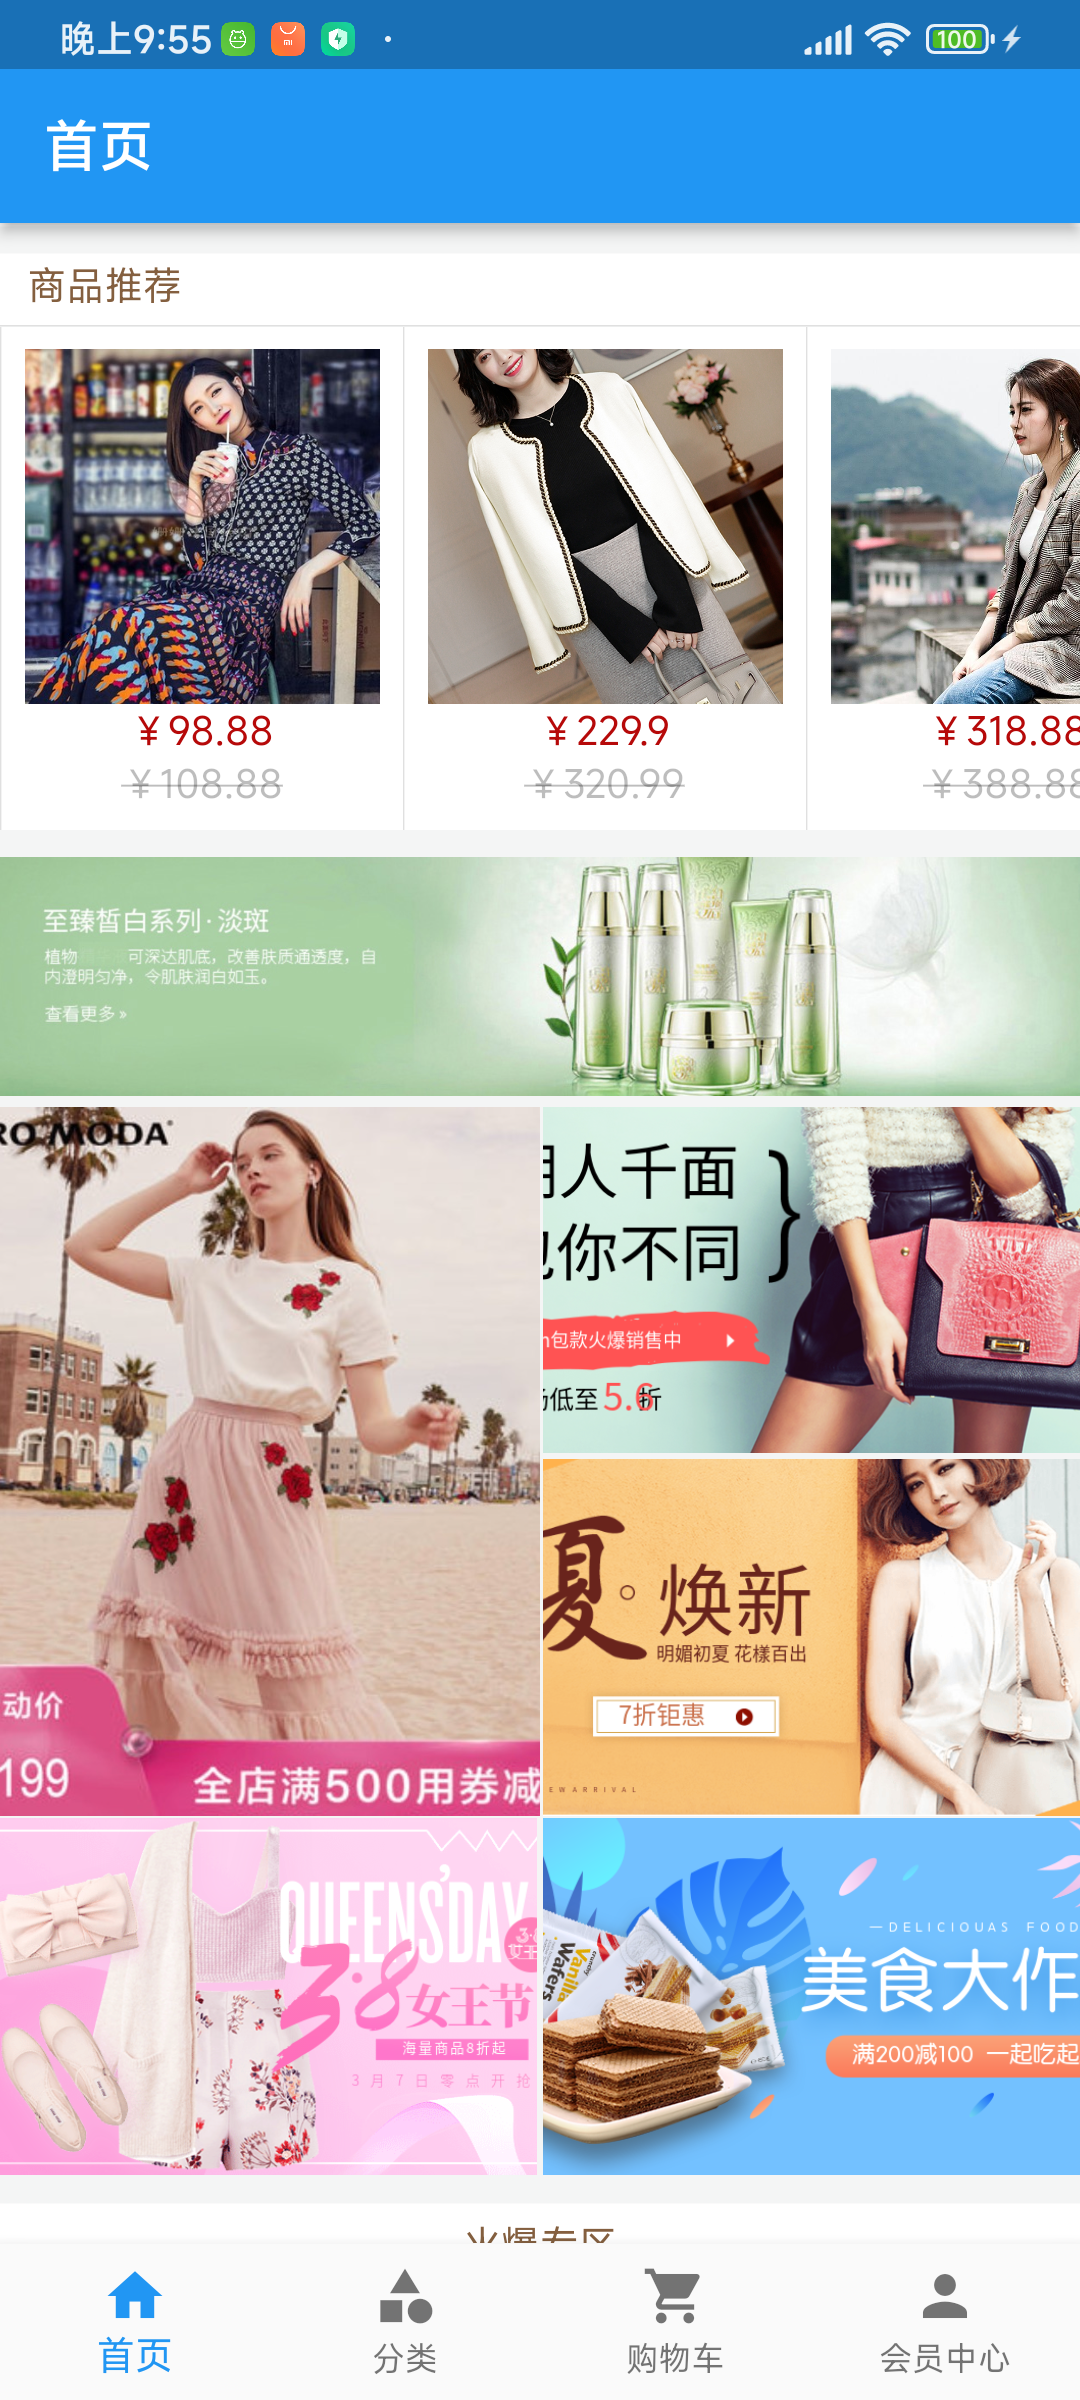 晚上9:55
100
首页
商品推荐
￥98.88
￥108.88
￥229.9
￥320.99
￥318.88
￥388.88
至臻皙白系列·淡斑
植物
可深达肌底，改善肤质通透度，自
内澄明匀净，令肌肤润白如玉。
查看更多 »
RO MODA
动价
199
全店满500用券减
人千面
你不同
包款火爆销售中
低至5.6折
夏
焕新
明媚初夏 花樣百出
7折钜惠
EWARRIVAL
QUEENS'DAY
3·8女王节
海量商品8折起
3月7日零点开抢
Vanilla
Wafers
DELICIOUAS FOOD
美食大作
满200减100 一起吃起
火爆专区
首页
分类
购物车
会员中心